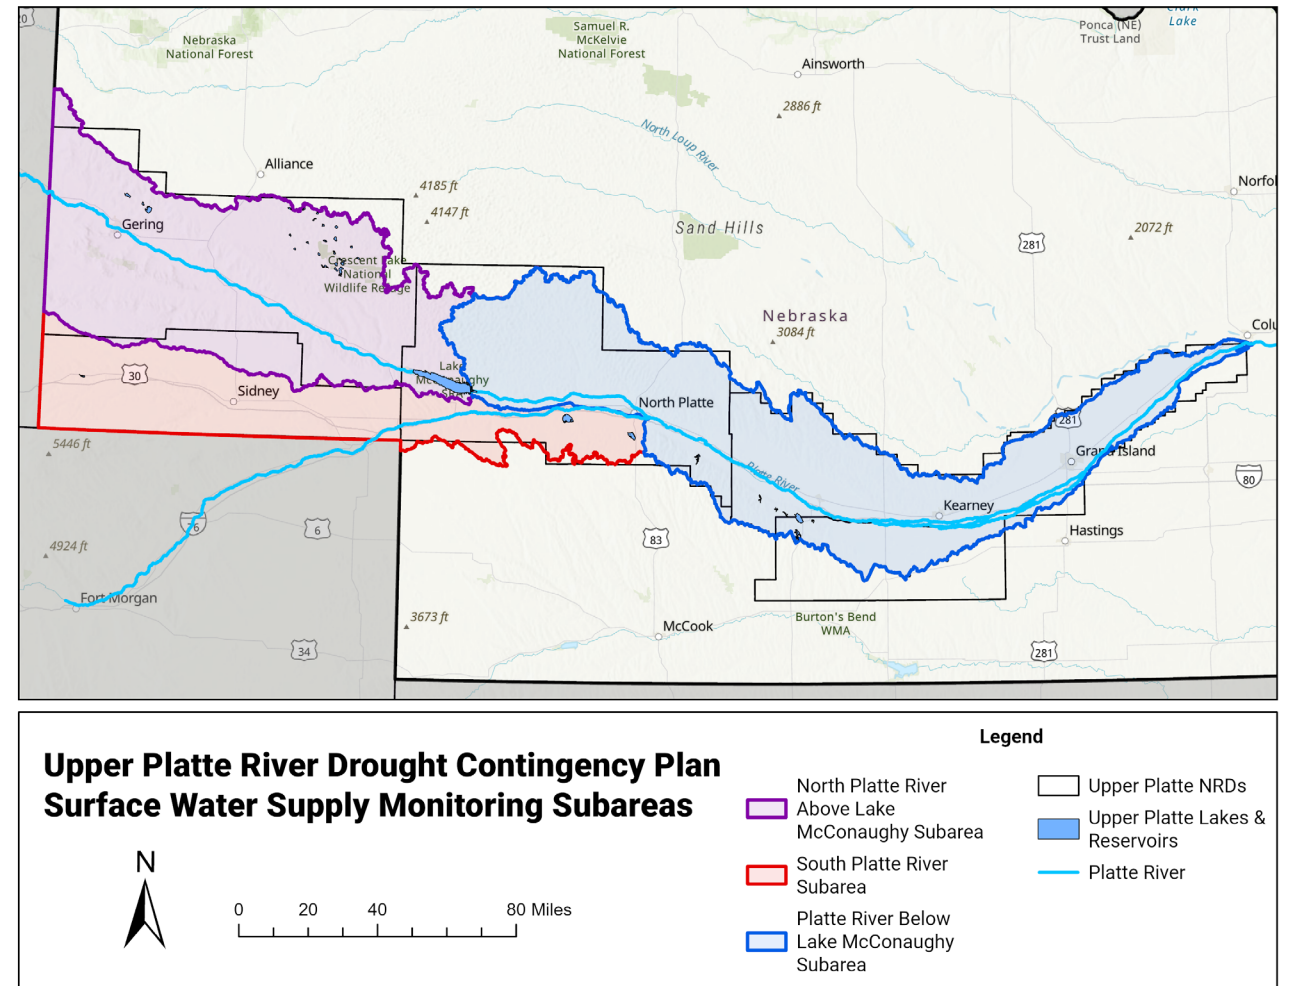 20
Nebraska
National Forest
Samuel R.
McKelvie
National Forest
Ponca (NE)
Trust Land
Clark
Lake
Ainsworth
2886 ft
North Loup River
Alliance
4185 ft
4147 ft
Norfol
Gering
Sand Hills
281
2072 ft
Crescent Lake
National
Wildlife Refuge
Nebraska
3084 ft
Colu
30
Lake
McConaughy
SRA
Sidney
North Platte
281
5446 ft
Grand Island
Platte River
80
Kearney
76
6
83
Hastings
4924 ft
Fort Morgan
3673 ft
McCook
Burton's Bend
WMA
34
281
Upper Platte River Drought Contingency Plan
Surface Water Supply Monitoring Subareas
N
0 20 40 80 Miles
Legend
North Platte River
Above Lake
McConaughy Subarea
South Platte River
Subarea
Platte River Below
Lake McConaughy
Subarea
Upper Platte NRDs
Upper Platte Lakes &
Reservoirs
Platte River